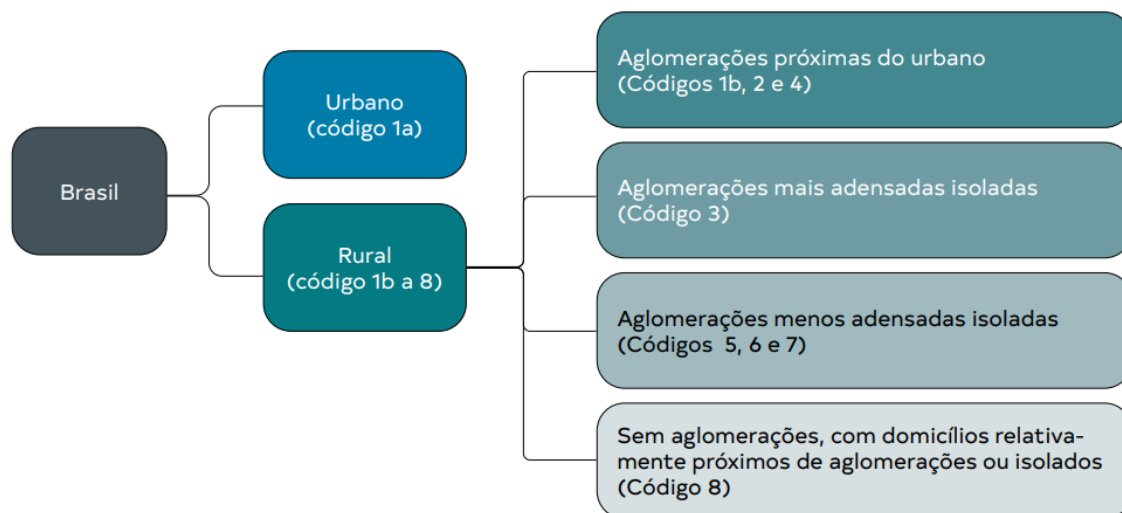 Brasil
Urbano
(código 1a)
Rural
(código 1b a 8)
Aglomerações próximas do urbano
(Códigos 1b, 2 e 4)
Aglomerações mais adensadas isoladas
(Código 3)
Aglomerações menos adensadas isoladas
(Códigos  5, 6 e 7)
Sem aglomerações, com domicílios relativa-
mente próximos de aglomerações ou isolados
(Código 8)